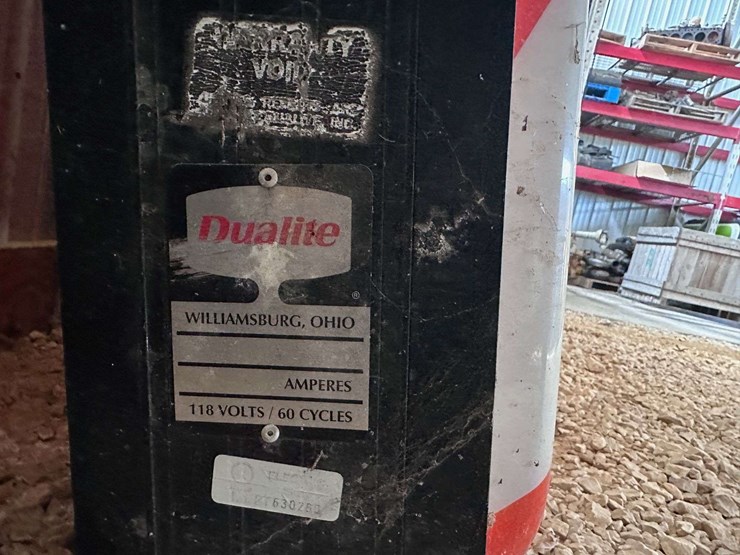 WARRANTY
VOID
Dualite
®
WILLIAMSBURG, OHIO
AMPERES
118 VOLTS / 60 CYCLES